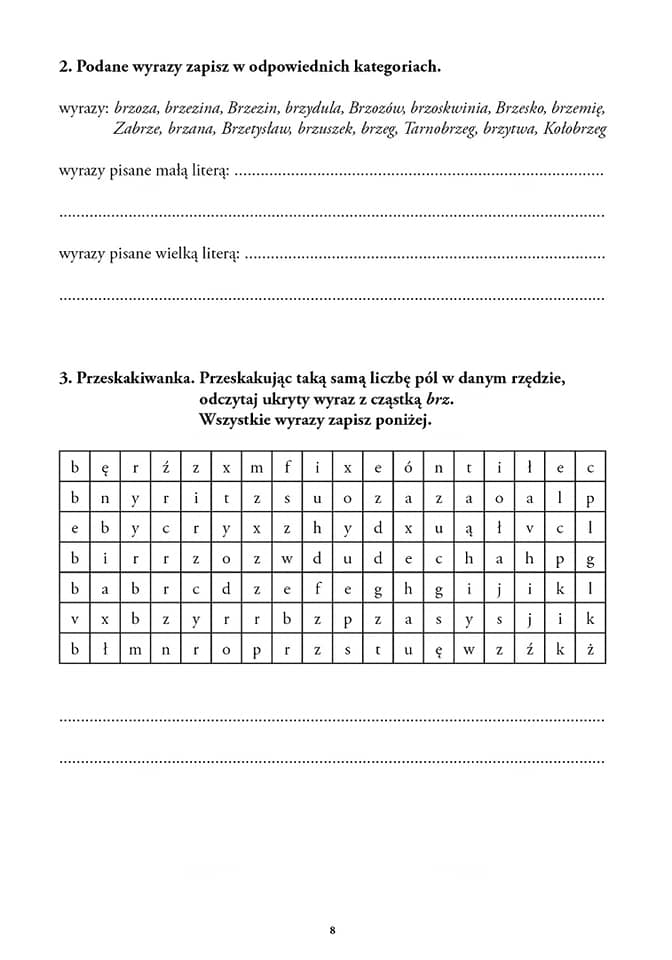 2. Podane wyrazy zapisz w odpowiednich kategoriach.
wyrazy: brzoza, brzezina, Brzezin, brzydula, Brzozów, brzoskwinia, Brzesko, brzemię,
Zabrze, brzana, Brzetysław, brzuszek, brzeg, Tarnobrzeg, brzytwa, Kołobrzeg
wyrazy pisane małą literą: ................................................................
................................................................
wyrazy pisane wielką literą: ................................................................
................................................................
3. Przeskakiwanka. Przeskakując taką samą liczbę pól w danym rzędzie,
odczytaj ukryty wyraz z cząstką brz.
Wszystkie wyrazy zapisz poniżej.
b ę r ź z x m f i x e ó n t i ł e c
b n y r i t z s u o z a z a o a l p
e b y c r y x z h y d x u ą ł v c l
b i r r z o z w d u d e c h a h p g
b a b r c d z e f e g h g i j i k l
v x b z y r r b z p z a s y s j i k
b ł m n r o p r z s t u ę w z ź k ż
................................................................
................................................................
8